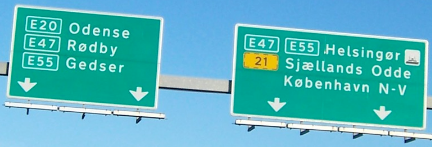 E20 Odense
E47 Rødby
E55 Gedser
E47 E55 Helsingør
21 Sjællands Odde
København N-V